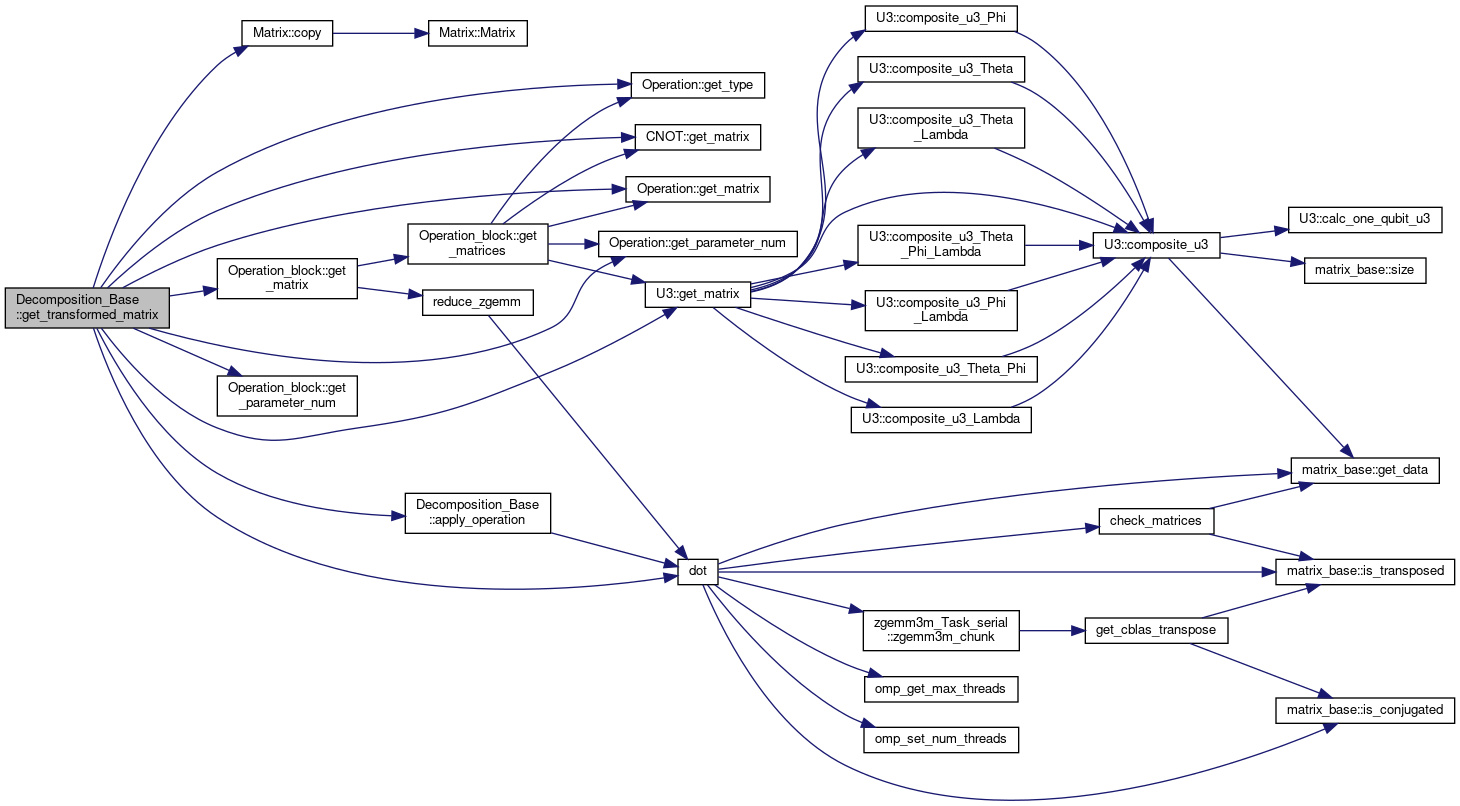 Decomposition_Base
::get_transformed_matrix
Matrix::copy
Matrix::Matrix
Operation::get_type
CNOT::get_matrix
Operation::get_matrix
Operation_block::get
_matrices
Operation::get_parameter_num
Operation_block::get
_matrix
reduce_zgemm
U3::get_matrix
Operation_block::get
_parameter_num
Decomposition_Base
::apply_operation
dot
U3::composite_u3_Phi
U3::composite_u3_Theta
U3::composite_u3_Theta
_Lambda
U3::composite_u3_Theta
_Phi_Lambda
U3::composite_u3_Phi
_Lambda
U3::composite_u3_Theta_Phi
U3::composite_u3_Lambda
U3::composite_u3
U3::calc_one_qubit_u3
matrix_base::size
matrix_base::get_data
check_matrices
matrix_base::is_transposed
zgemm3m_Task_serial
::zgemm3m_chunk
get_cblas_transpose
omp_get_max_threads
matrix_base::is_conjugated
omp_set_num_threads